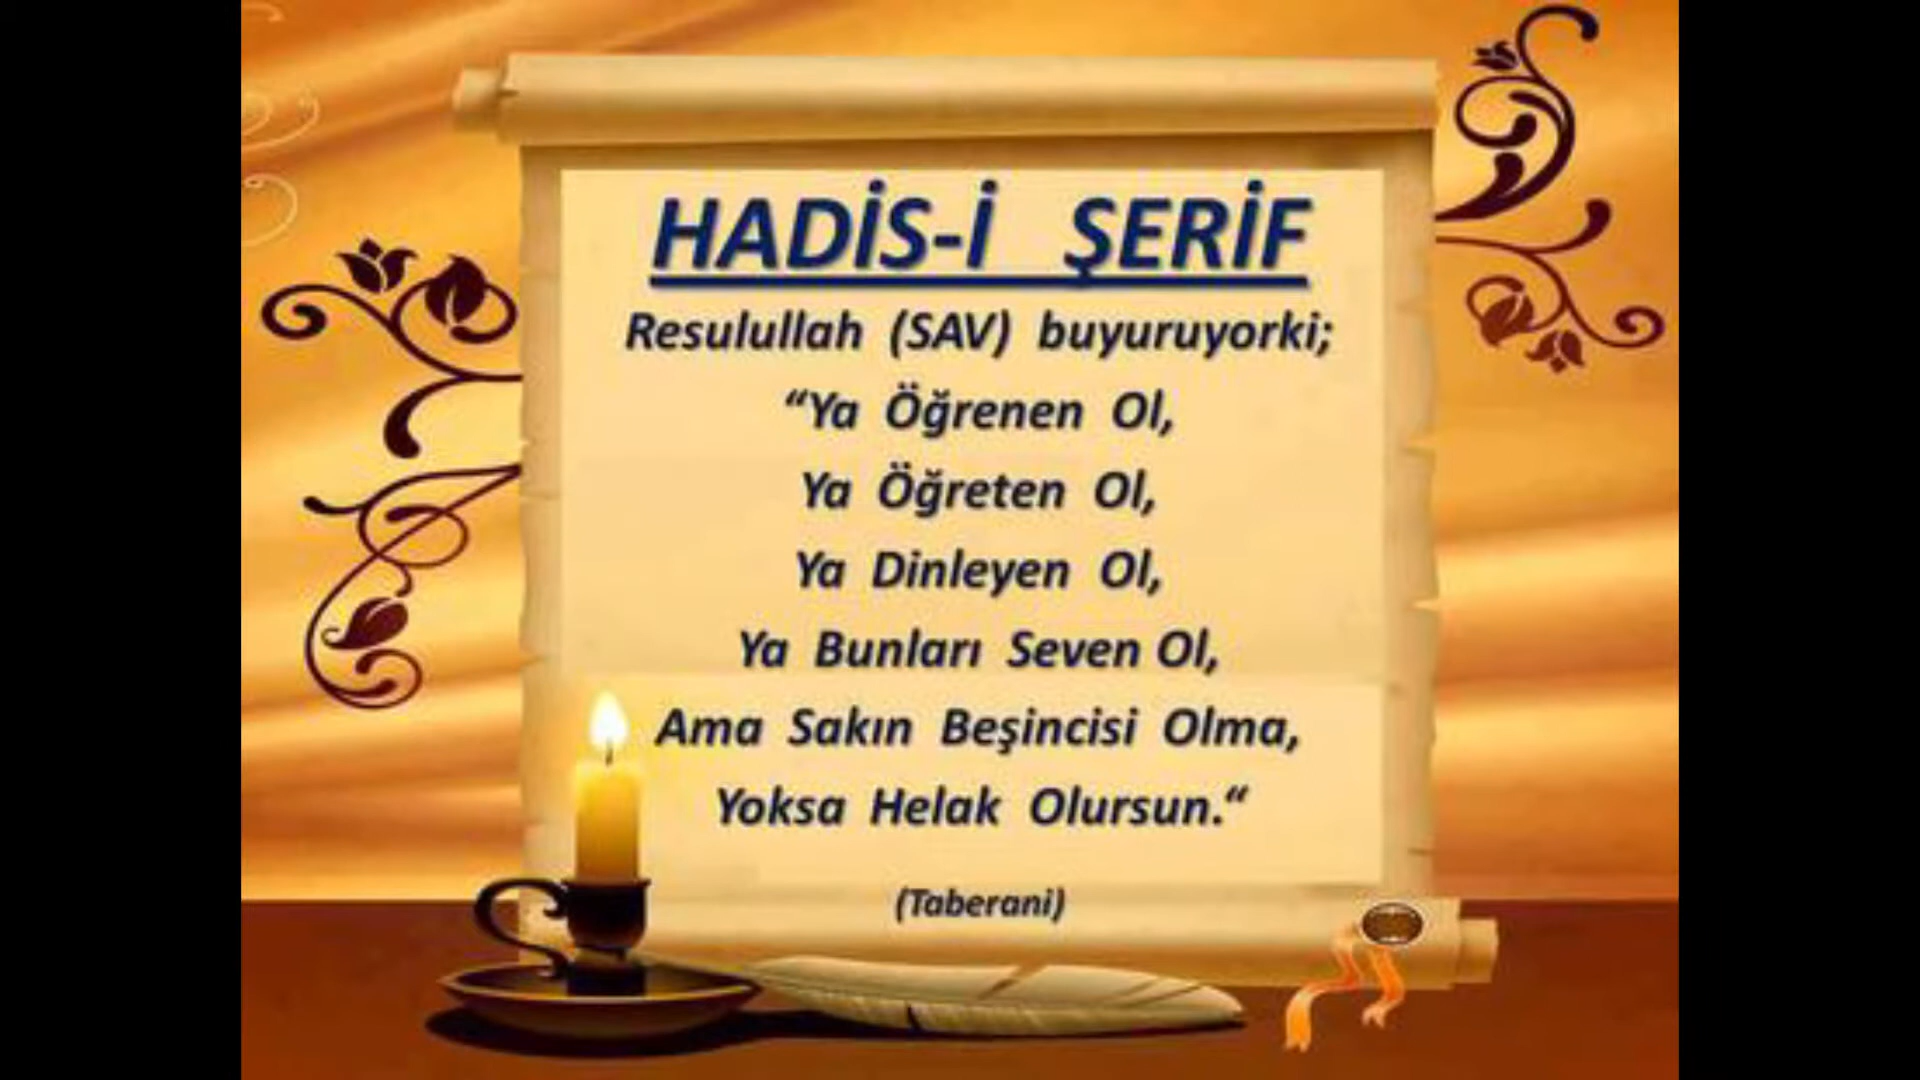 HADİS-İ ŞERİF
Resulullah (SAV) buyuruyorki;
“Ya Öğrenen Ol,
Ya Öğreten Ol,
Ya Dinleyen Ol,
Ya Bunları Seven Ol,
Ama Sakın Beşincisi Olma,
Yoksa Helak Olursun.“
(Taberani)